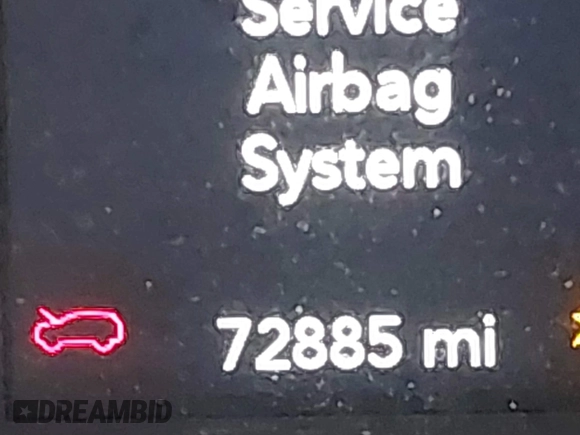 Service
Airbag
System
72885 mi
DREAMBID